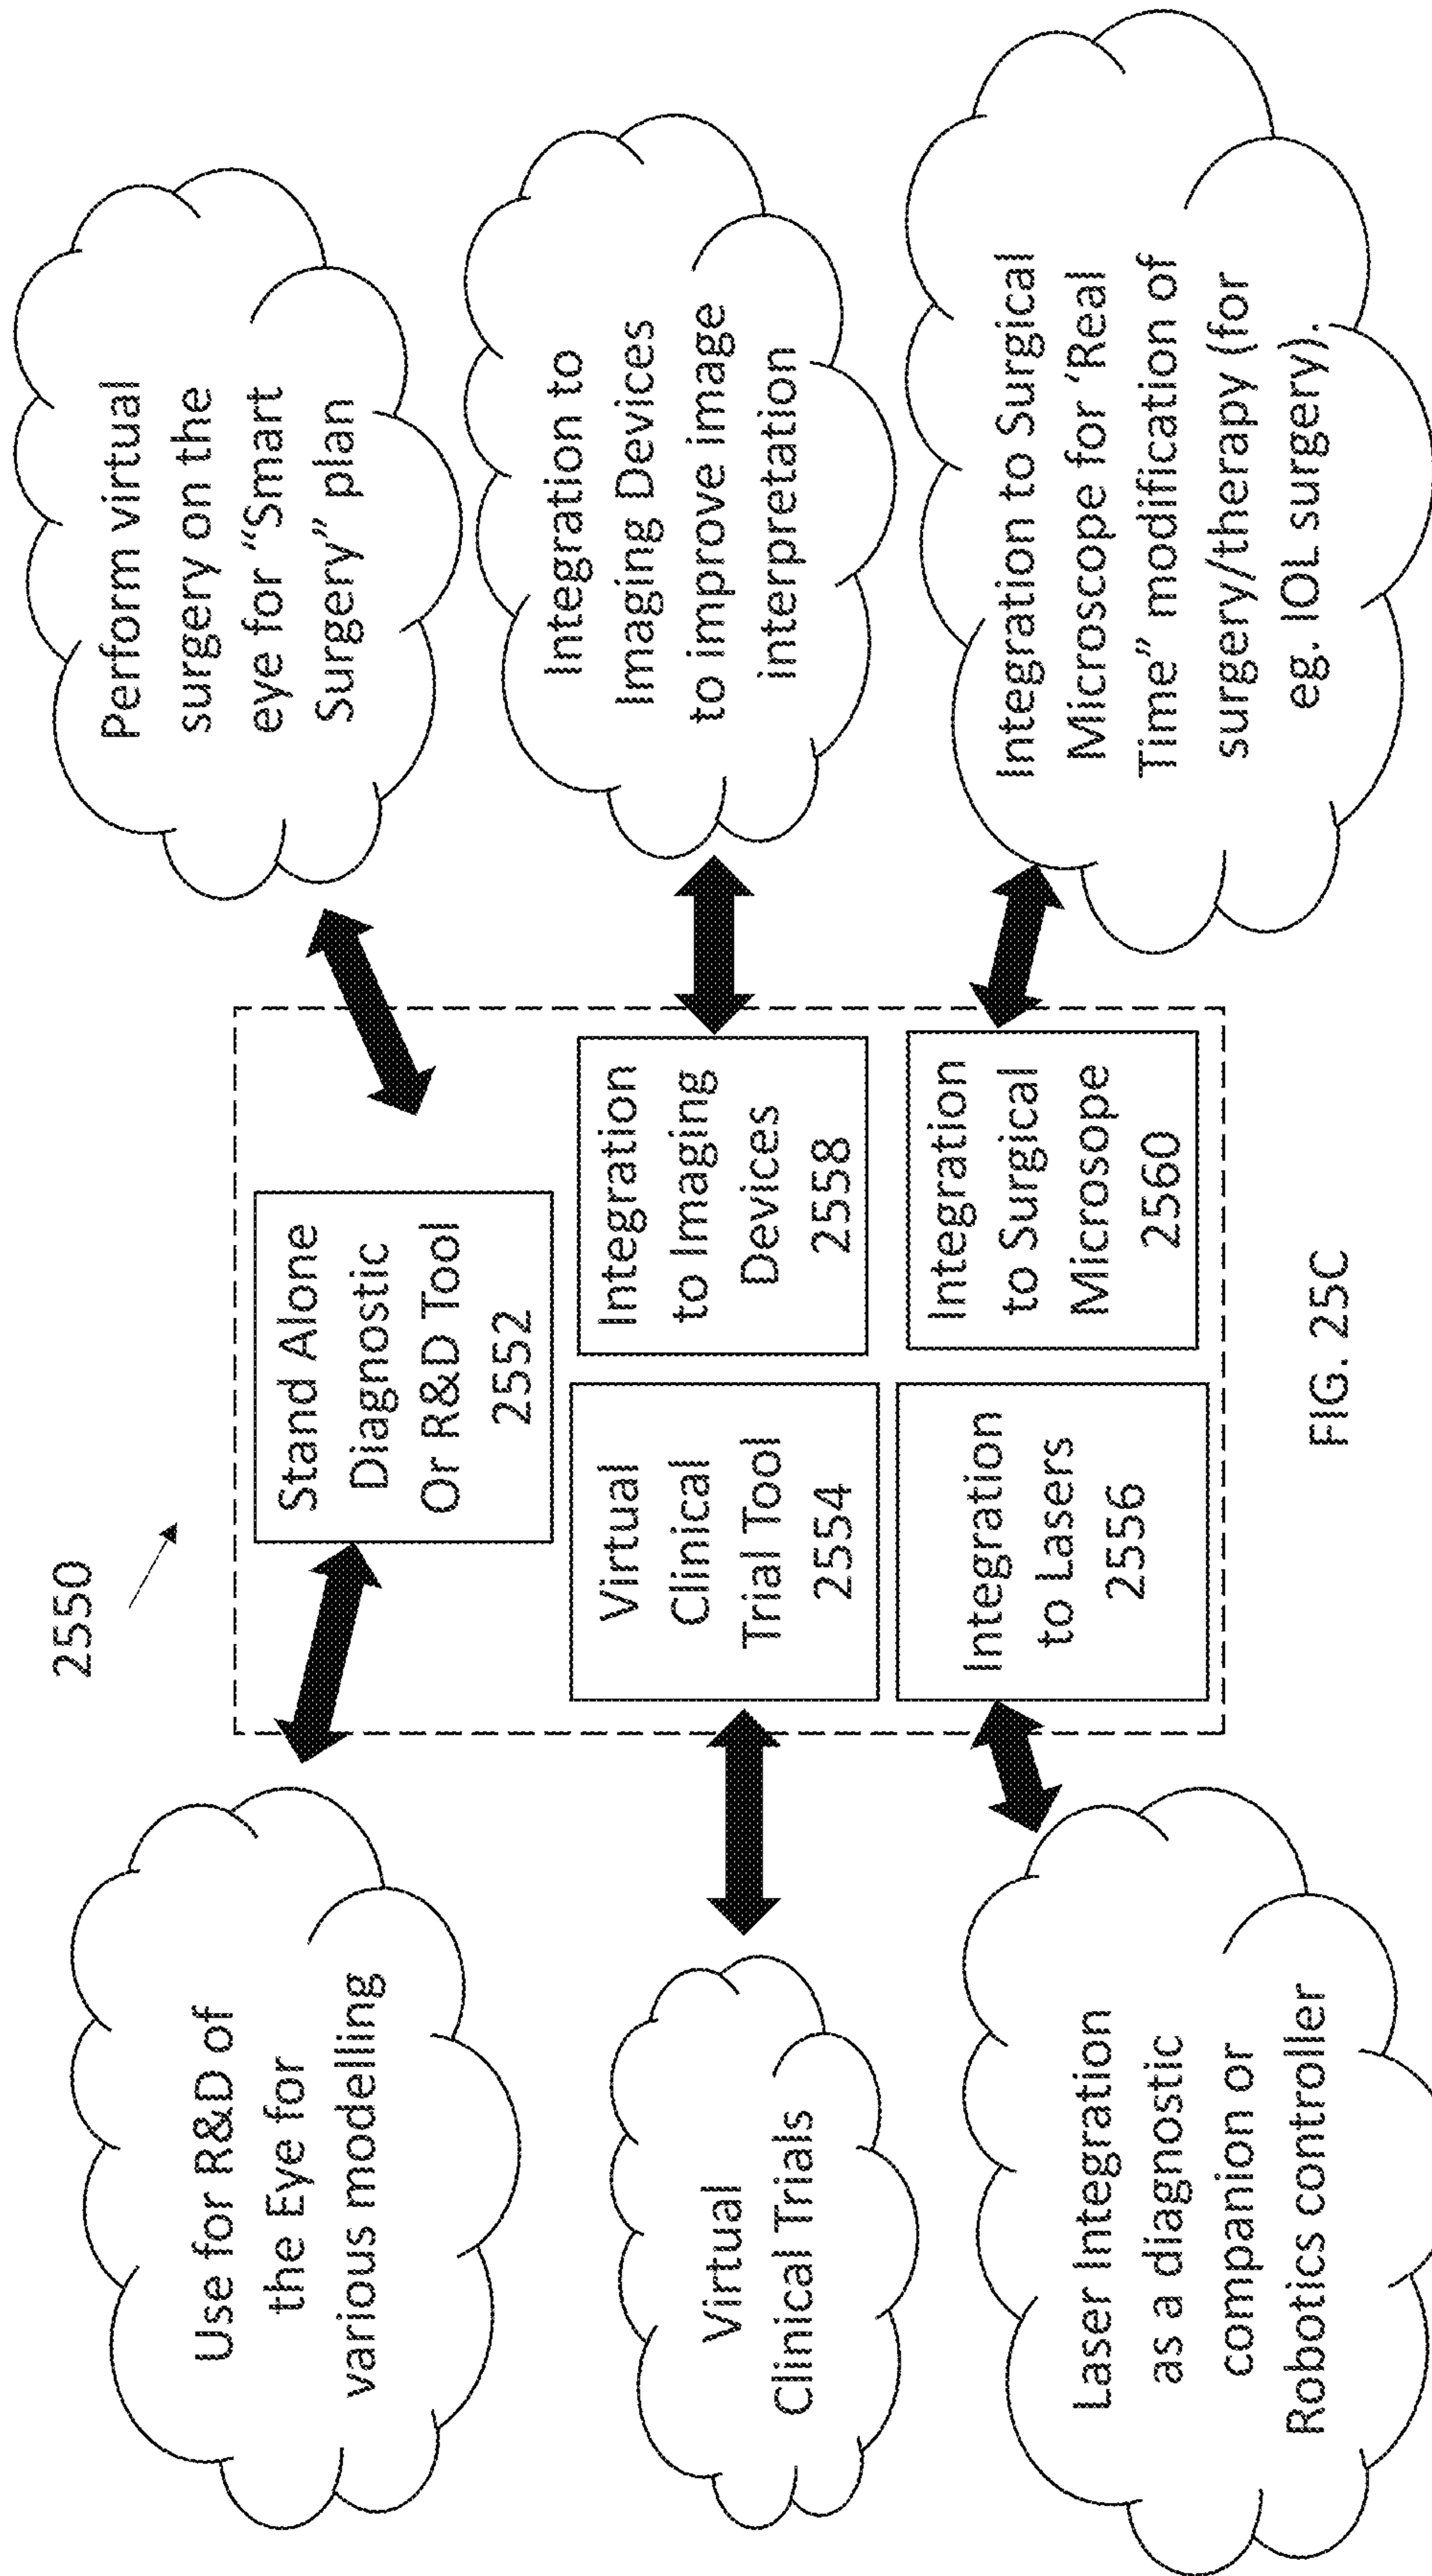 2550
Use for R&D of
the Eye for
various modelling
Stand Alone
Diagnostic
Or R&D Tool
2552
Perform virtual
surgery on the
eye for “Smart
Surgery” plan
Virtual
Clinical Trials
Virtual
Clinical
Trial Tool
2554
Integration
to Imaging
Devices
2558
Integration to
Imaging Devices
to improve image
interpretation
Laser Integration
as a diagnostic
companion or
Robotics controller
Integration
to Lasers
2556
Integration
to Surgical
Microsope
2560
Integration to Surgical
Microscope for ‘Real
Time” modification of
surgery/therapy (for
eg. IOL surgery).
FIG. 25C